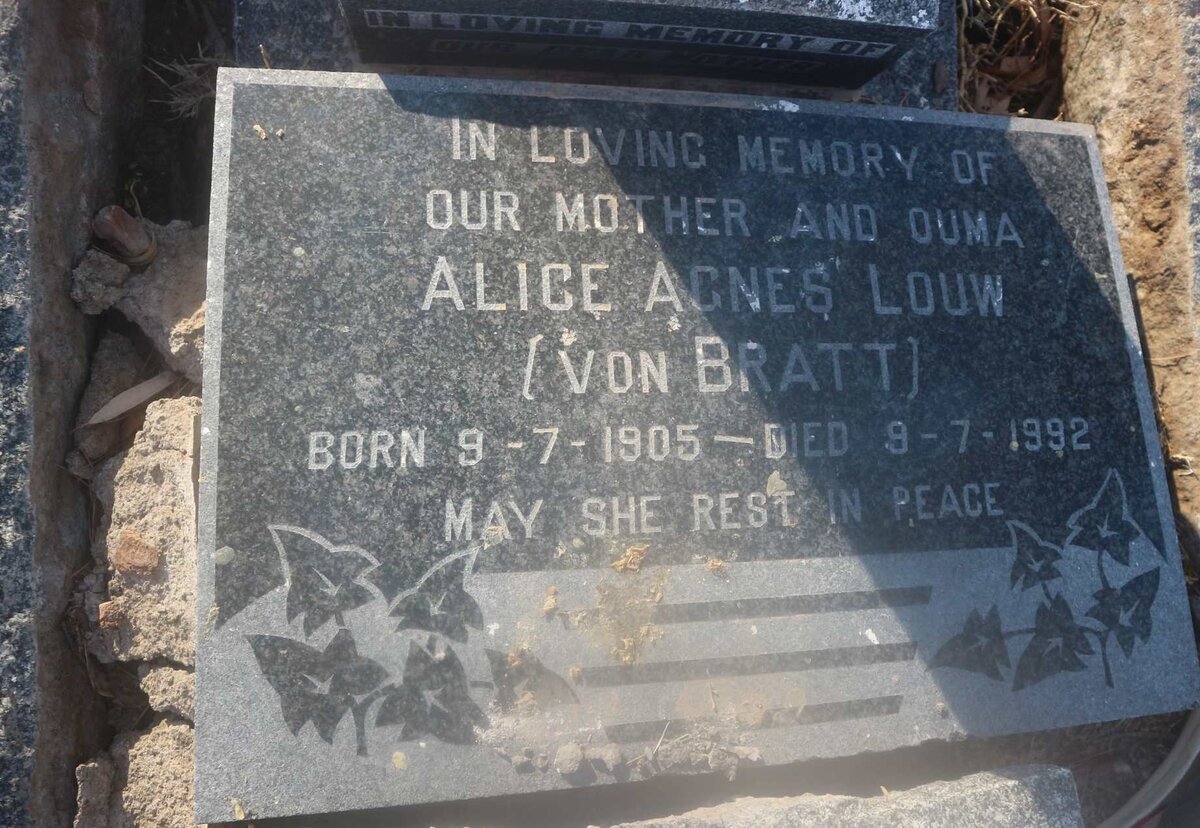 IN LOVING MEMORY OF
IN LOVING MEMORY OF
OUR MOTHER AND OUMA
ALICE AGNES LOUW
(VON BRATT)
BORN 9-7-1905 — DIED 9-7-1992
MAY SHE REST IN PEACE